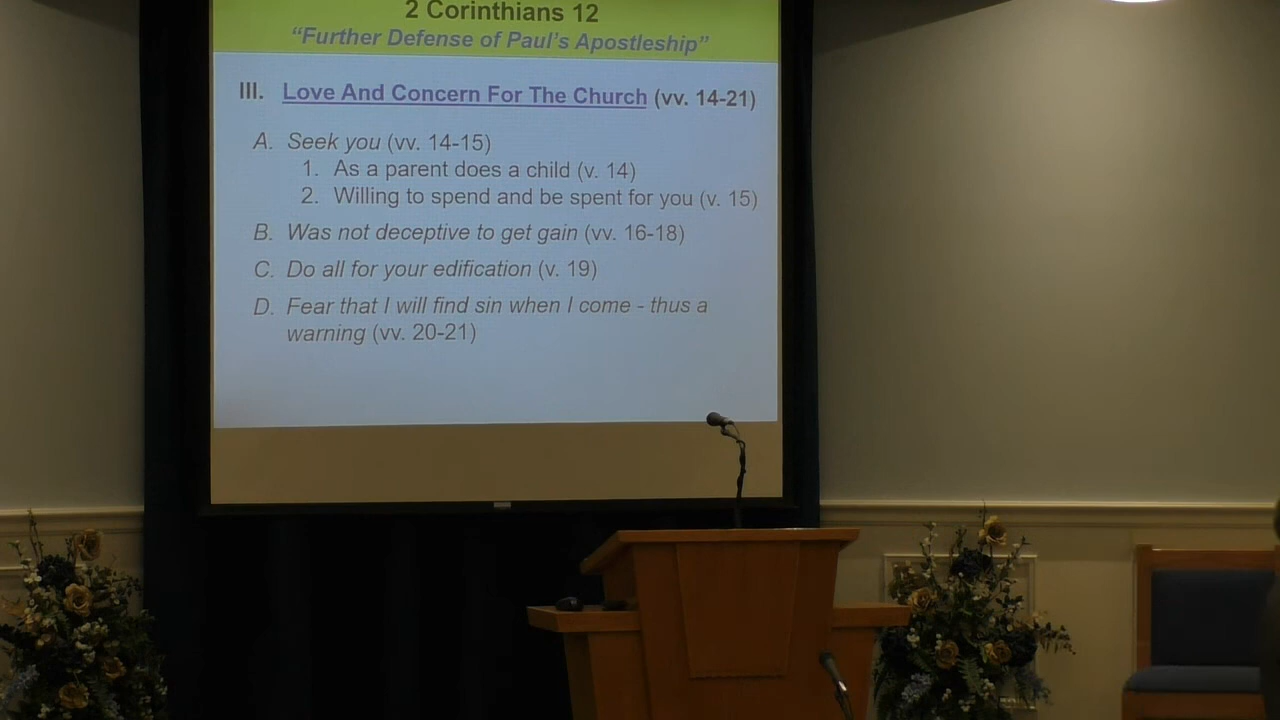 2 Corinthians 12
“Further Defense of Paul’s Apostleship”
III. Love And Concern For The Church (vv. 14-21)
A. Seek you (vv. 14-15)
1. As a parent does a child (v. 14)
2. Willing to spend and be spent for you (v. 15)
B. Was not deceptive to get gain (vv. 16-18)
C. Do all for your edification (v. 19)
D. Fear that I will find sin when I come - thus a
warning (vv. 20-21)